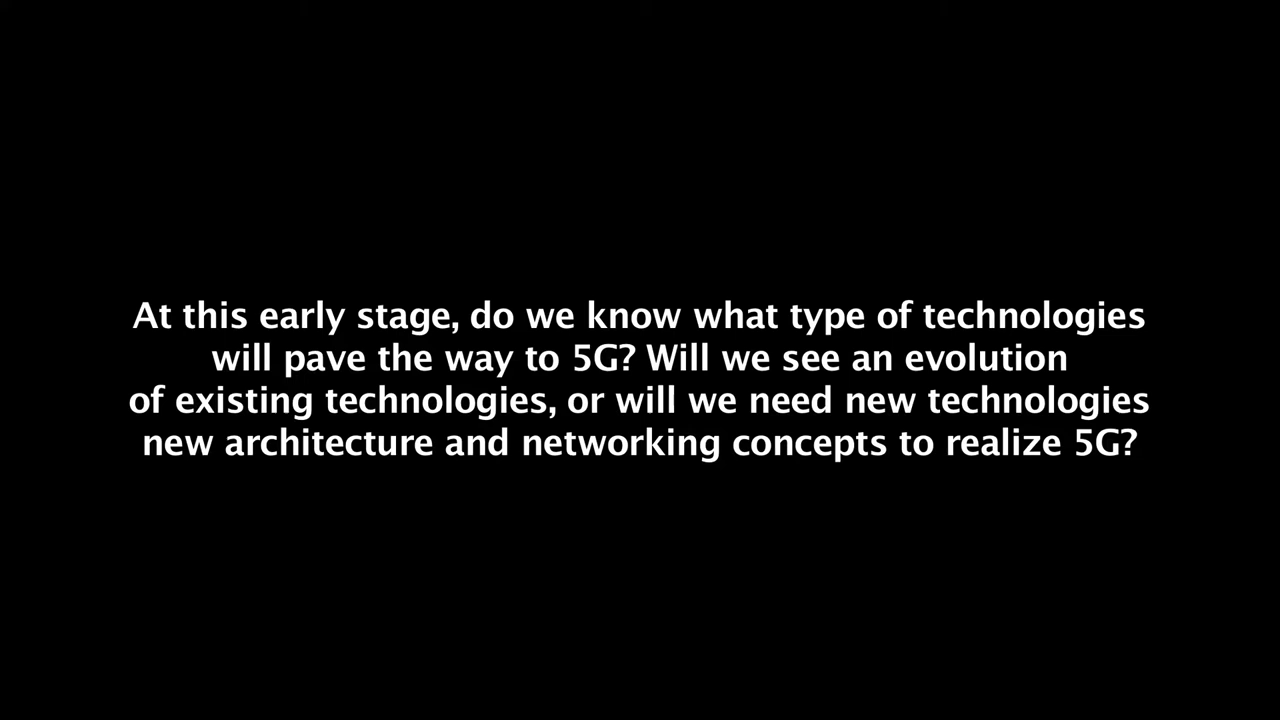 At this early stage, do we know what type of technologies
will pave the way to 5G? Will we see an evolution
of existing technologies, or will we need new technologies
new architecture and networking concepts to realize 5G?